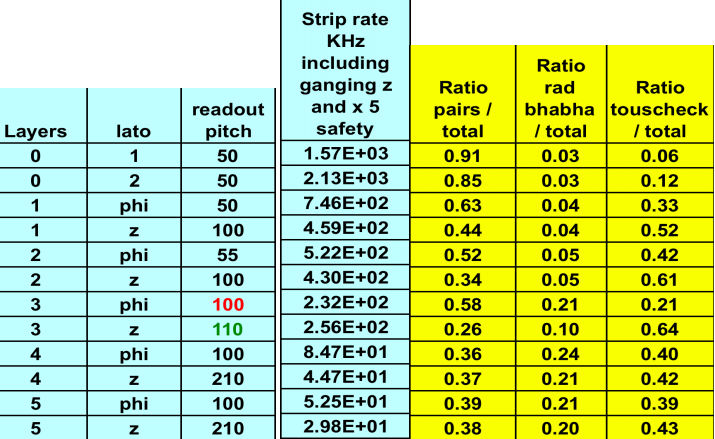 Layers lato readout pitch Strip rate KHz including ganging z and x 5 safety Ratio pairs / total Ratio rad bhabha / total Ratio touscheck / total
0 1 50 1.57E+03 0.91 0.03 0.06
0 2 50 2.13E+03 0.85 0.03 0.12
1 phi 50 7.46E+02 0.63 0.04 0.33
1 z 100 4.59E+02 0.44 0.04 0.52
2 phi 55 5.22E+02 0.52 0.05 0.42
2 z 100 4.30E+02 0.34 0.05 0.61
3 phi 100 2.32E+02 0.58 0.21 0.21
3 z 110 2.56E+02 0.26 0.10 0.64
4 phi 100 8.47E+01 0.36 0.24 0.40
4 z 210 4.47E+01 0.37 0.21 0.42
5 phi 100 5.25E+01 0.39 0.21 0.39
5 z 210 2.98E+01 0.38 0.20 0.43